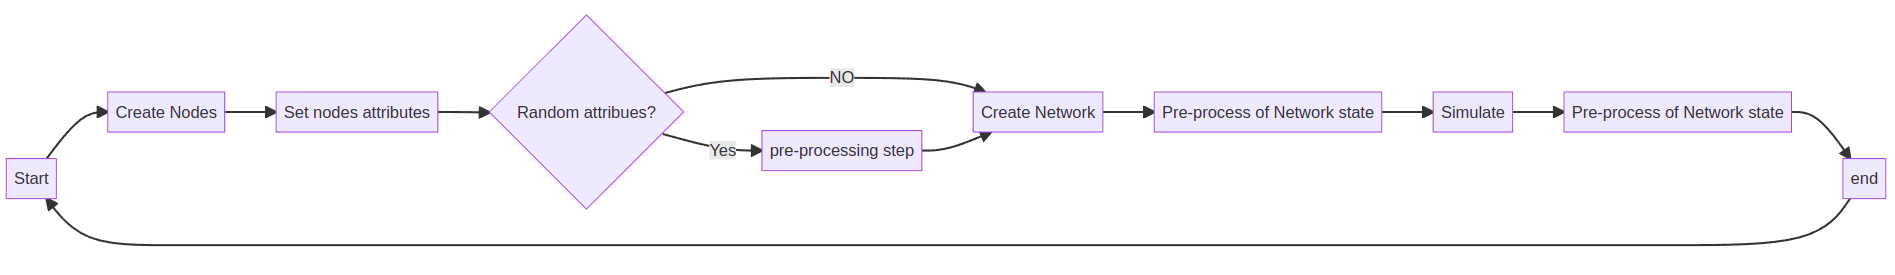 Start
Create Nodes
Set nodes attributes
Random attribues?
NO
Yes
pre-processing step
Create Network
Pre-process of Network state
Simulate
Pre-process of Network state
end